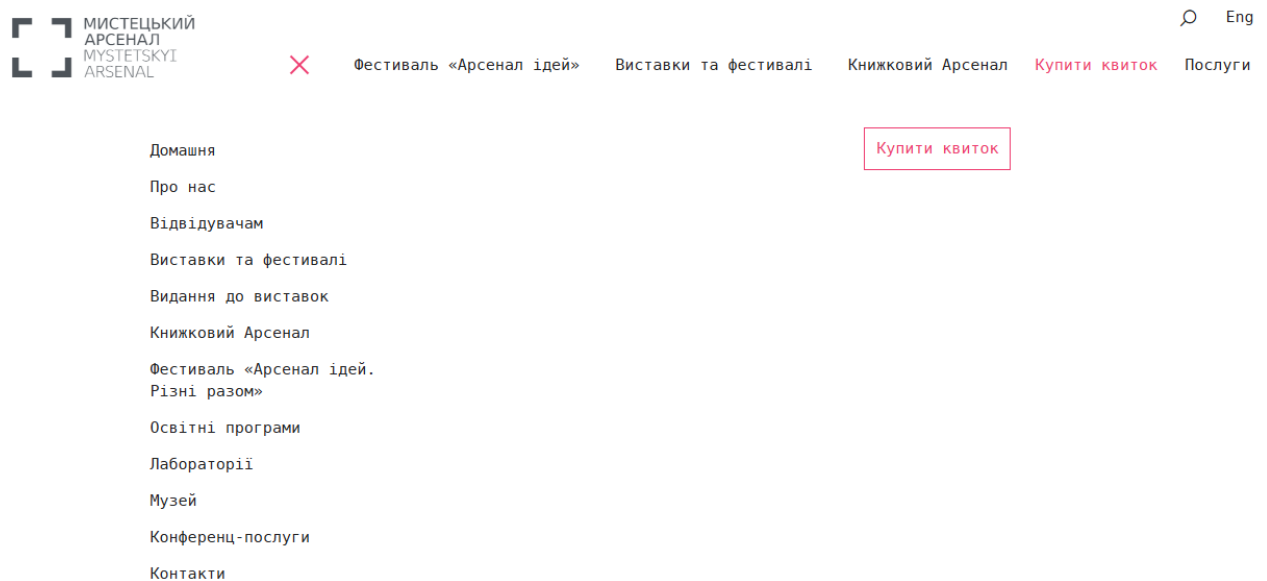 МИСТЕЦЬКИЙ
АРСЕНАЛ
MYSTETSKYI
ARSENAL
Eng
Фестиваль «Арсенал ідей» Виставки та фестивалі Книжковий Арсенал Купити квиток Послуги
Домашня
Про нас
Відвідувачам
Виставки та фестивалі
Видання до виставок
Книжковий Арсенал
Фестиваль «Арсенал ідей.
Різні разом»
Освітні програми
Лабораторії
Музей
Конференц-послуги
Контакти
Купити квиток